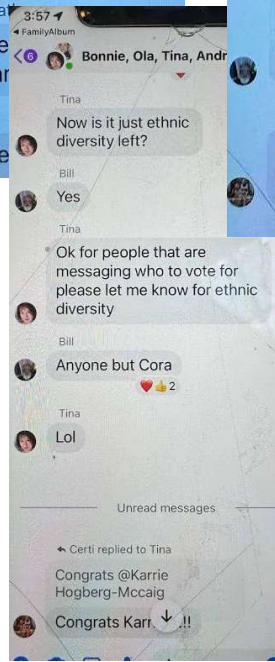 3:57
FamilyAlbum
6
Bonnie, Ola, Tina, Andr
Tina
Now is it just ethnic
diversity left?
Bill
Yes
Tina
Ok for people that are
messaging who to vote for
please let me know for ethnic
diversity
Bill
Anyone but Cora
2
Tina
Lol
Unread messages
Certi replied to Tina
Congrats @Karrie
Hogberg-Mccaig
Congrats Karr !!